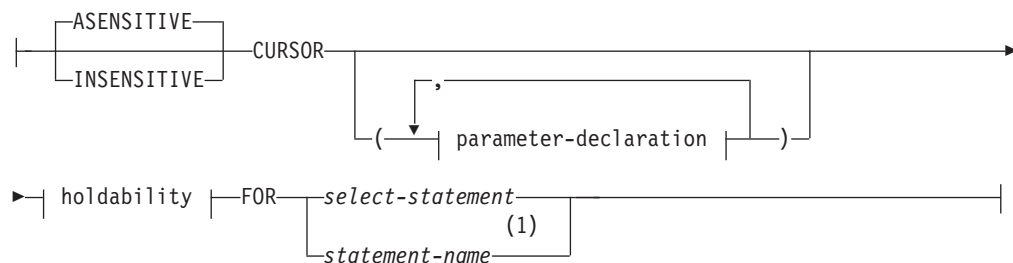 ASENSITIVE
CURSOR
INSENSITIVE
,
( parameter-declaration )
holdability FOR select-statement
(1)
statement-name